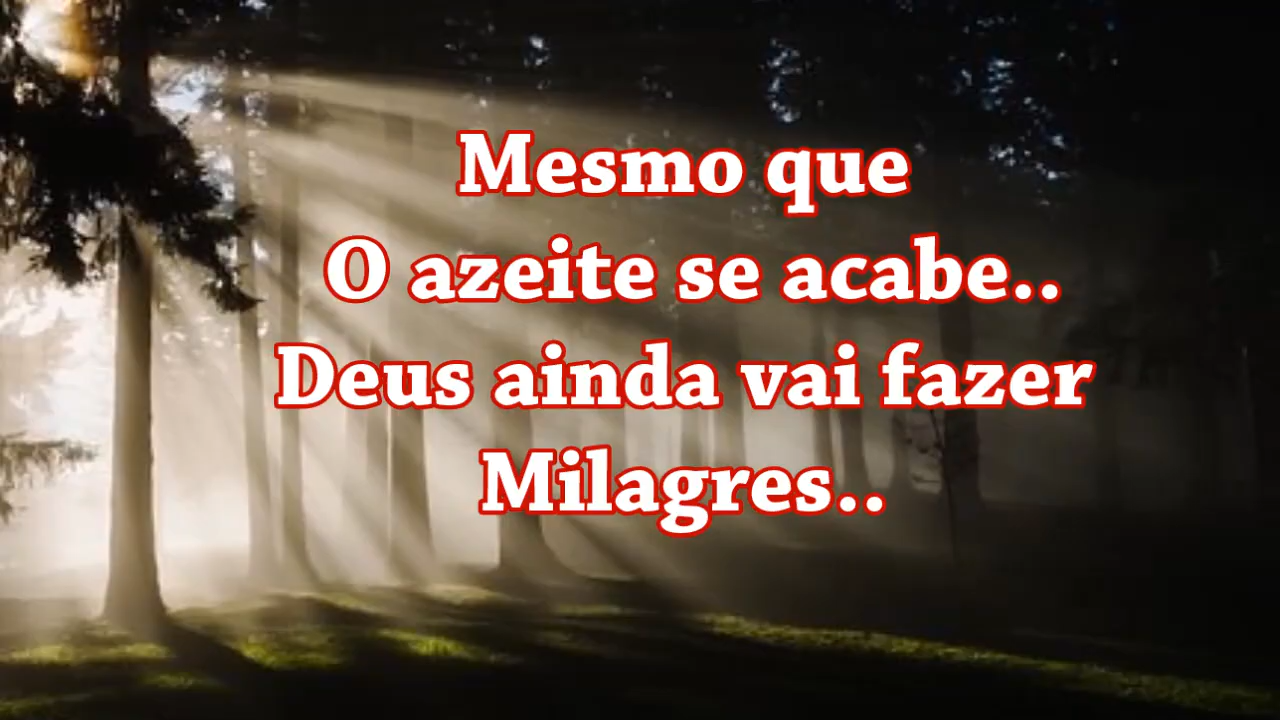 Mesmo que
O azeite se acabe..
Deus ainda vai fazer
Milagres..